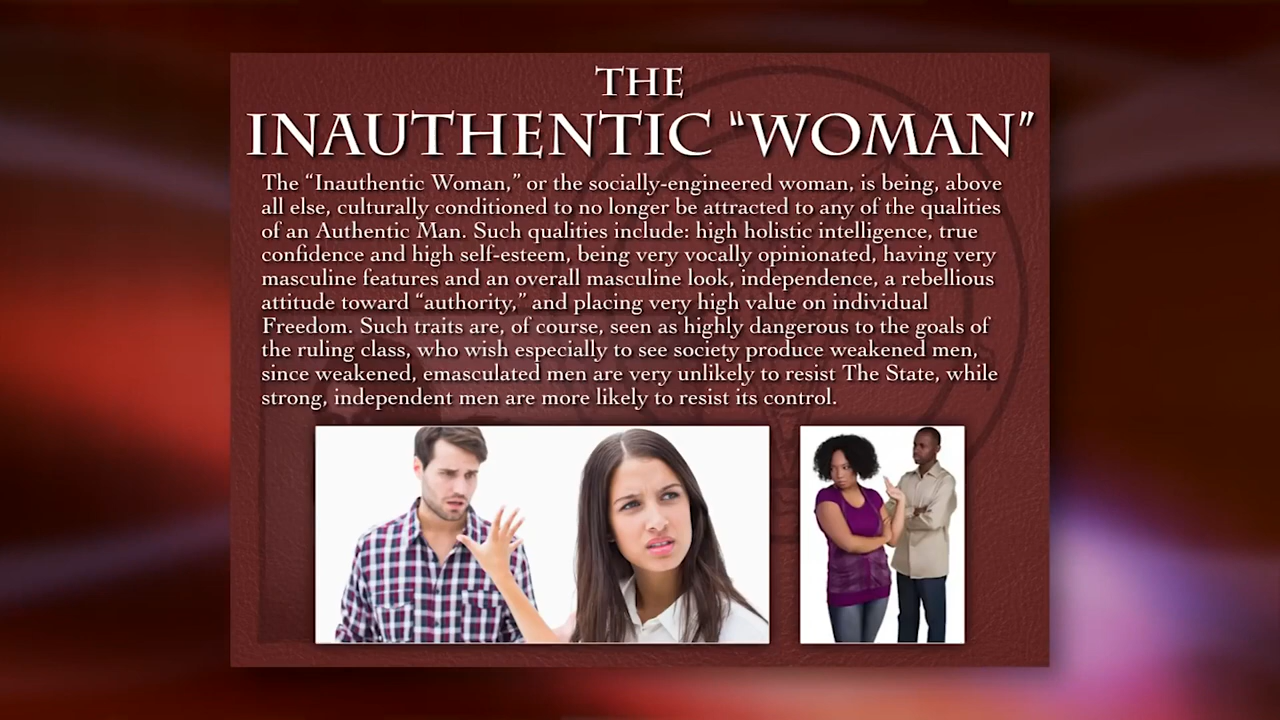 THE
INAUTHENTIC “WOMAN”
The “Inauthentic Woman,” or the socially-engineered woman, is being, above
all else, culturally conditioned to no longer be attracted to any of the qualities
of an Authentic Man. Such qualities include: high holistic intelligence, true
confidence and high self-esteem, being very vocally opinionated, having very
masculine features and an overall masculine look, independence, a rebellious
attitude toward “authority,” and placing very high value on individual
Freedom. Such traits are, of course, seen as highly dangerous to the goals of
the ruling class, who wish especially to see society produce weakened men,
since weakened, emasculated men are very unlikely to resist The State, while
strong, independent men are more likely to resist its control.